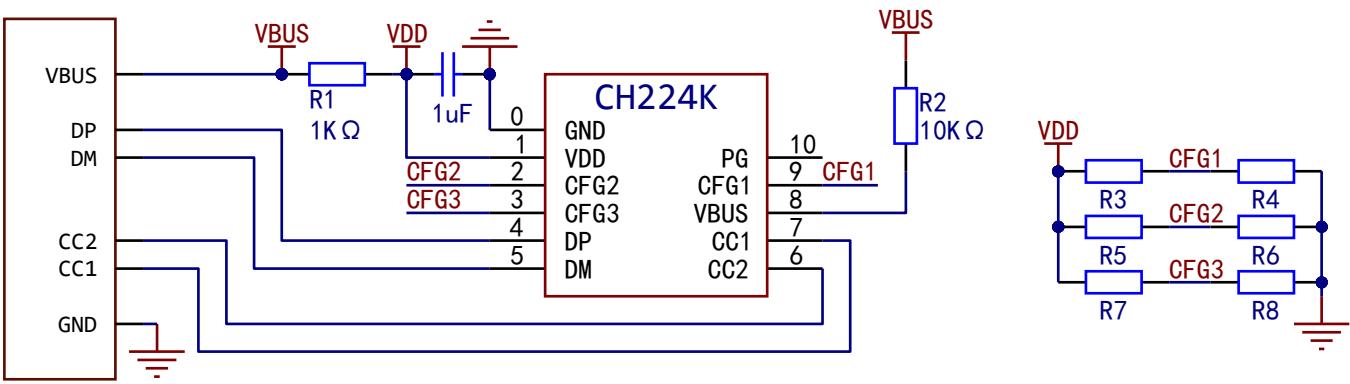 VBUS
DP
DM
CC2
CC1
GND
VBUS
R1
1KΩ
VDD
1uF
CH224K
0
GND
1
VDD
CFG2
2
CFG2
CFG3
3
CFG3
4
DP
5
DM
PG
10
CFG1
9
CFG1
VBUS
8
CC1
7
CC2
6
VBUS
R2
10KΩ
VDD
CFG1
R3
R4
CFG2
R5
R6
CFG3
R7
R8